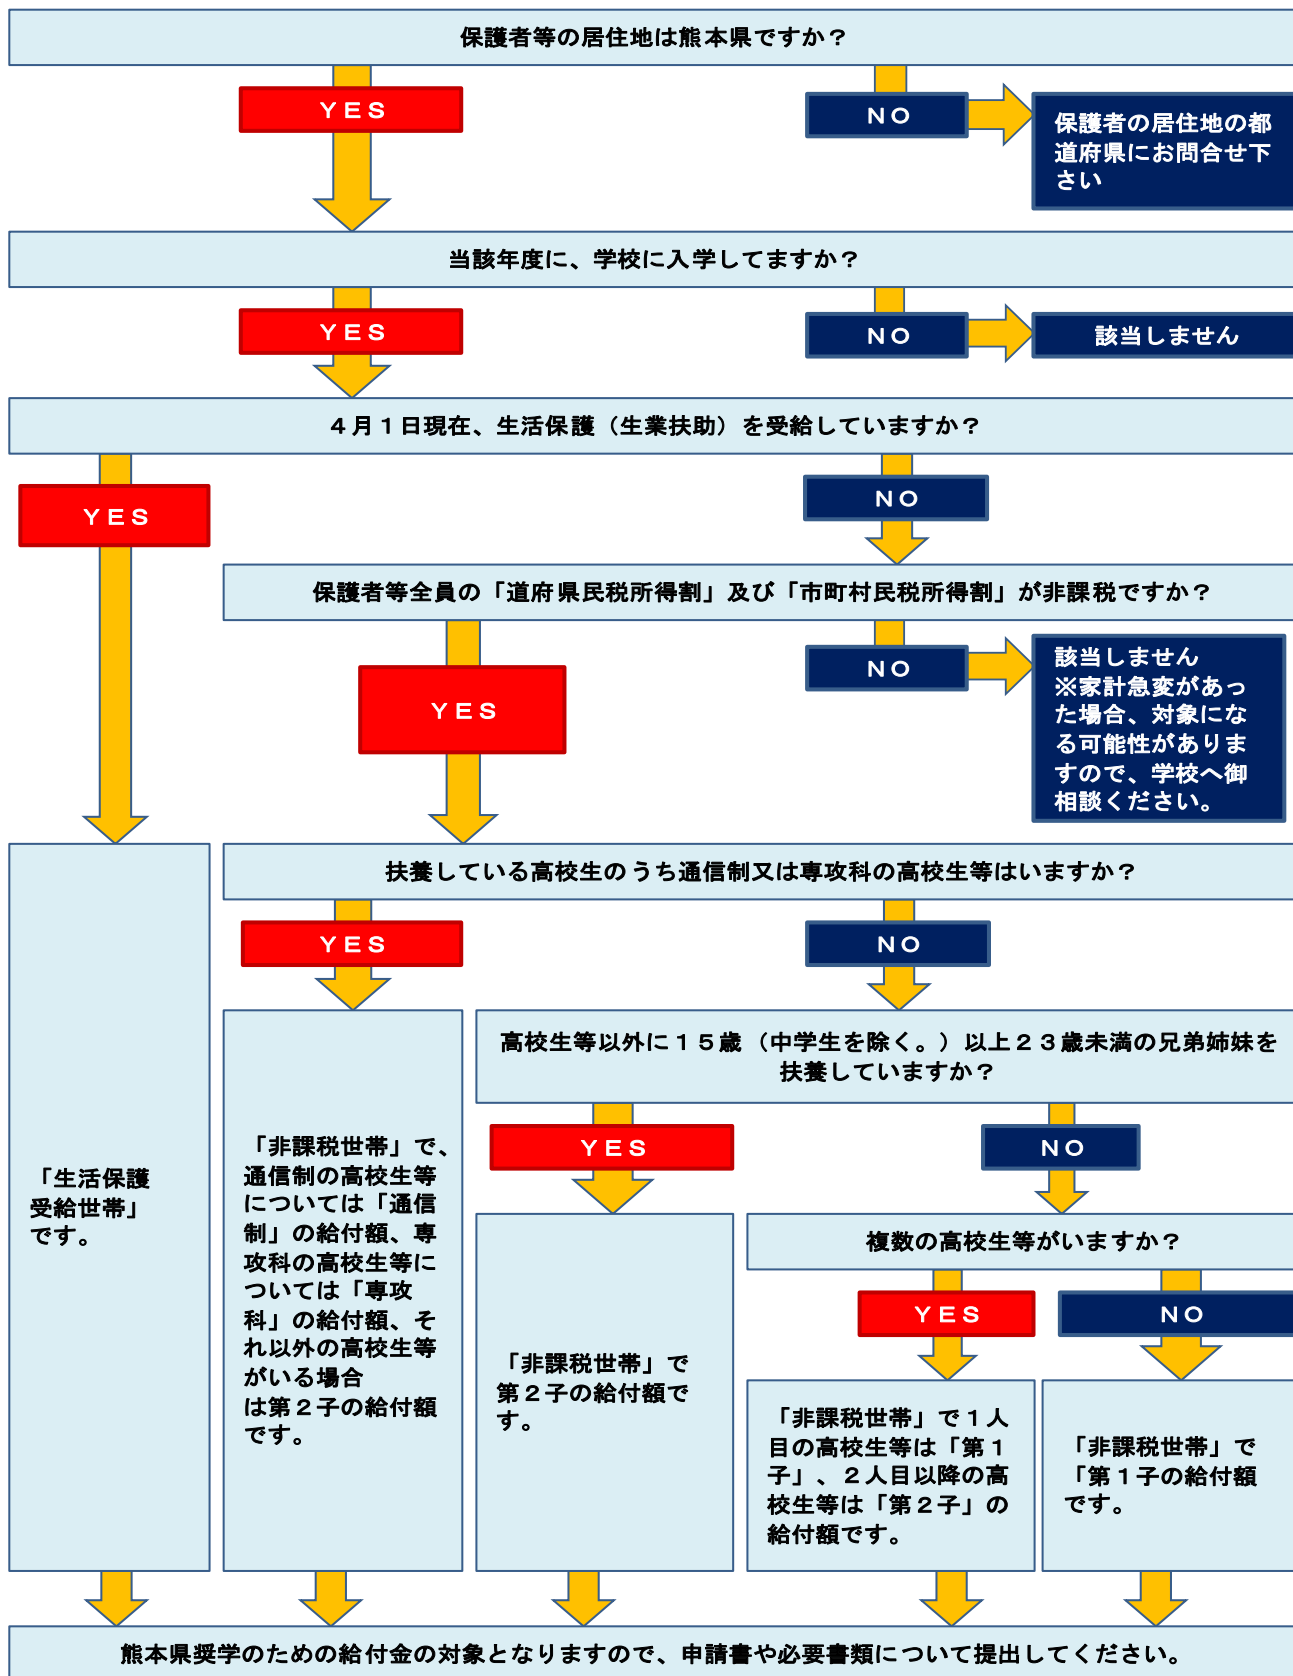 保護者等の居住地は熊本県ですか？
ＹＥＳ
ＮＯ
保護者の居住地の都
道府県にお問合せ下
さい
当該年度に、学校に入学してますか？
ＹＥＳ
ＮＯ
該当しません
４月１日現在、生活保護（生業扶助）を受給していますか？
ＹＥＳ
ＮＯ
保護者等全員の「道府県民税所得割」及び「市町村民税所得割」が非課税ですか？
ＹＥＳ
ＮＯ
該当しません
※家計急変があっ
た場合、対象にな
る可能性がありま
すので、学校へ御
相談ください。
扶養している高校生のうち通信制又は専攻科の高校生等はいますか？
ＹＥＳ
ＮＯ
高校生等以外に１５歳（中学生を除く。）以上２３歳未満の兄弟姉妹を
扶養していますか？
ＹＥＳ
ＮＯ
複数の高校生等がいますか？
ＹＥＳ
ＮＯ
「生活保護
受給世帯」
です。
「非課税世帯」で、
通信制の高校生等
については「通信
制」の給付額、専
攻科の高校生等に
ついては「専攻
科」の給付額、そ
れ以外の高校生等
がいる場合
は第２子の給付額
です。
「非課税世帯」で
第２子の給付額で
す。
「非課税世帯」で１人
目の高校生等は「第１
子」、２人目以降の高
校生等は「第２子」の
給付額です。
「非課税世帯」で
「第１子の給付額
です。
熊本県奨学のための給付金の対象となりますので、申請書や必要書類について提出してください。